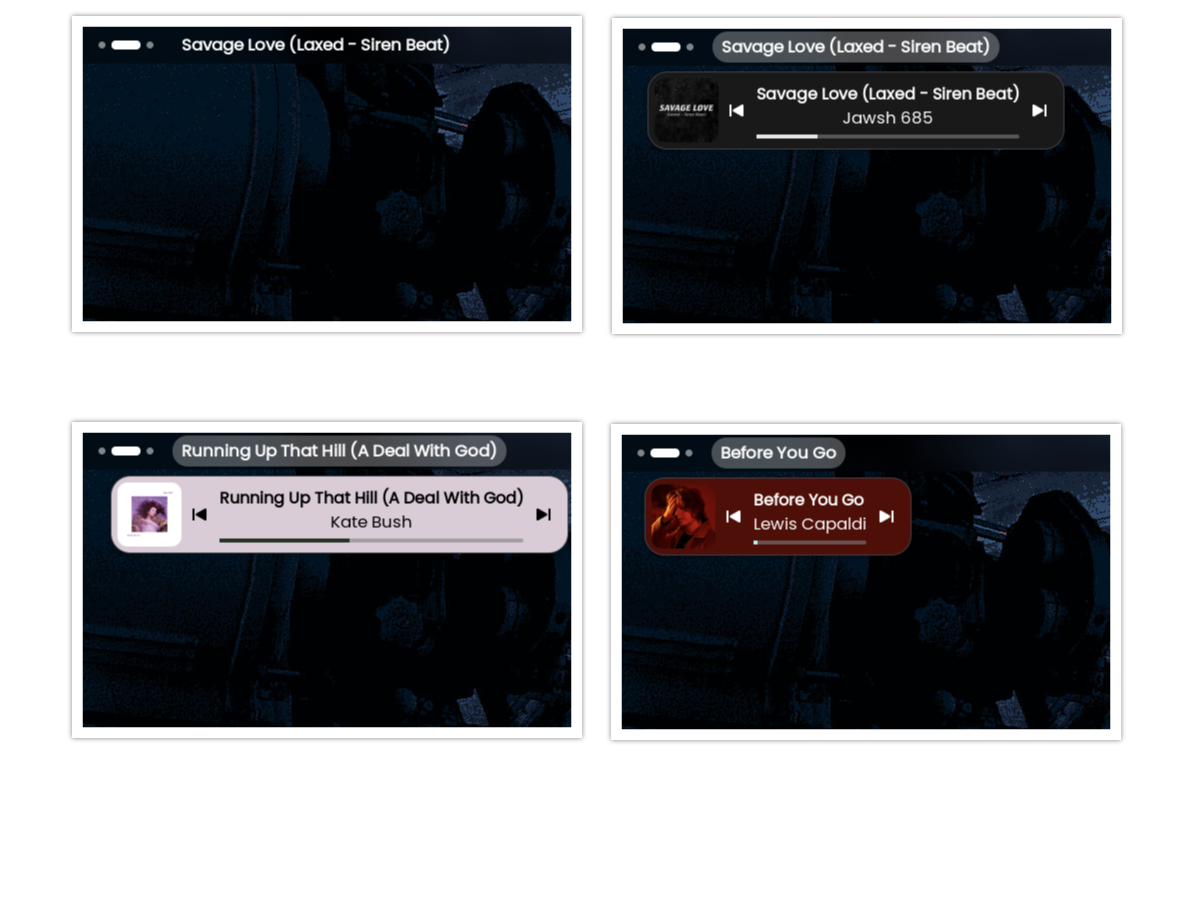 Savage Love (Laxed - Siren Beat)
Savage Love (Laxed - Siren Beat)
SAVAGE LOVE
Savage Love (Laxed - Siren Beat)
Jawsh 685
Running Up That Hill (A Deal With God)
Running Up That Hill (A Deal With God)
Kate Bush
Before You Go
Before You Go
Lewis Capaldi